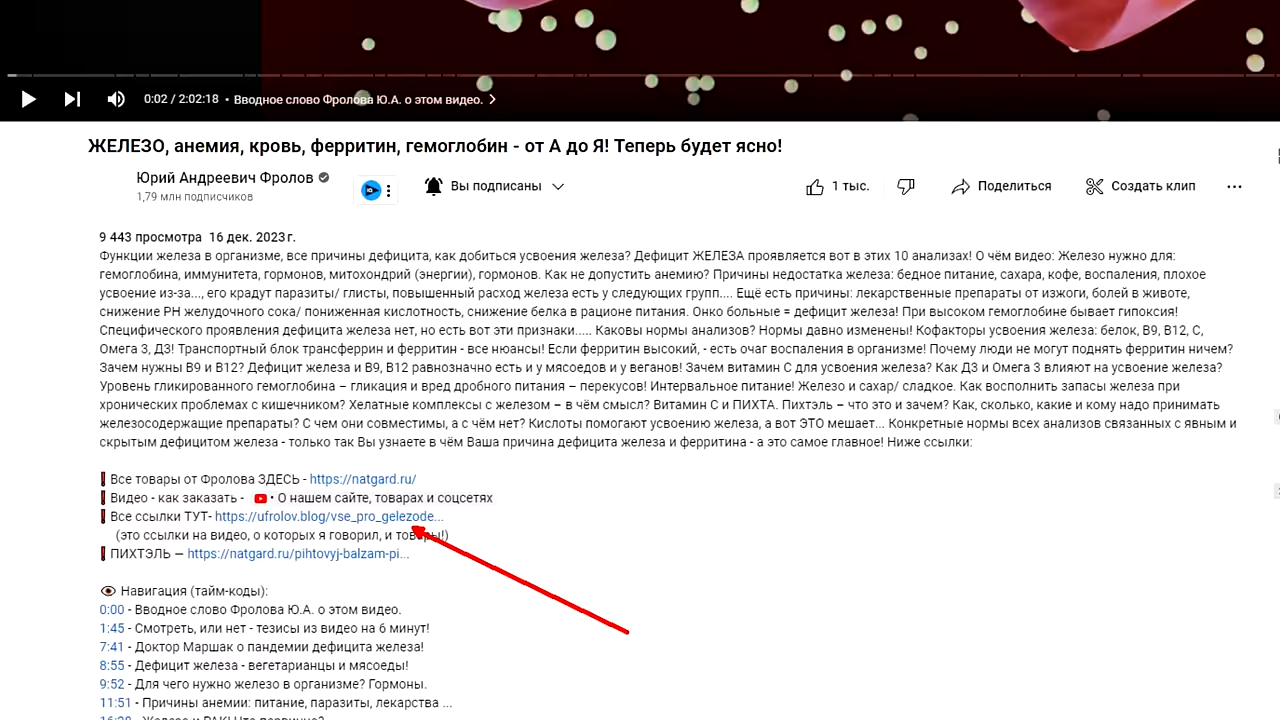 0:02 / 2:02:18 • Вводное слово Фролова Ю.А. о этом видео.
ЖЕЛЕЗО, анемия, кровь, ферритин, гемоглобин - от А до Я! Теперь будет ясно!
Юрий Андреевич Фролов
1,79 млн подписчиков
Вы подписаны
1 тыс.
Поделиться
Создать клип
9 443 просмотра 16 дек. 2023 г.
Функции железа в организме, все причины дефицита, как добиться усвоения железа? Дефицит ЖЕЛЕЗА проявляется вот в этих 10 анализах! О чём видео: Железо нужно для:
гемоглобина, иммунитета, гормонов, митохондрий (энергии), гормонов. Как не допустить анемию? Причины недостатка железа: бедное питание, сахара, кофе, воспаления, плохое
усвоение из-за..., его крадут паразиты/ глисты, повышенный расход железа есть у следующих групп.... Ещё есть причины: лекарственные препараты от изжоги, болей в животе,
снижение РН желудочного сока/ пониженная кислотность, снижение белка в рационе питания. Онко больные = дефицит железа! При высоком гемоглобине бывает гипоксия!
Специфического проявления дефицита железа нет, но есть вот эти признаки..... Каковы нормы анализов? Нормы давно изменены! Кофакторы усвоения железа: белок, В9, В12, С,
Омега 3, Д3! Транспортный блок трансферрин и ферритин - все нюансы! Если ферритин высокий, - есть очаг воспаления в организме! Почему люди не могут поднять ферритин ничем?
Зачем нужны В9 и В12? Дефицит железа и В9, В12 равнозначно есть и у мясоедов и у веганов! Зачем витамин С для усвоения железа? Как Д3 и Омега 3 влияют на усвоение железа?
Уровень гликированного гемоглобина – гликация и вред дробного питания – перекусов! Интервальное питание! Железо и сахар/ сладкое. Как восполнить запасы железа при
хронических проблемах с кишечником? Хелатные комплексы с железом – в чём смысл? Витамин С и ПИХТА. Пихтэль – что это и зачем? Как, сколько, какие и кому надо принимать
железосодержащие препараты? С чем они совместимы, а с чем нет? Кислоты помогают усвоению железа, а вот ЭТО мешает... Конкретные нормы всех анализов связанных с явным и
скрытым дефицитом железа - только так Вы узнаете в чём Ваша причина дефицита железа и ферритина - а это самое главное! Ниже ссылки:
❗Все товары от Фролова ЗДЕСЬ - https://natgard.ru/
❗Видео - как заказать - • О нашем сайте, товарах и соцсетях
❗Все ссылки ТУТ- https://ufrolov.blog/vse_pro_gelezode...
(это ссылки на видео, о которых я говорил, и товары!)
❗ПИХТЭЛЬ — https://natgard.ru/pihtovyj-balzam-pi...
Навигация (тайм-коды):
0:00 - Вводное слово Фролова Ю.А. о этом видео.
1:45 - Смотреть, или нет - тезисы из видео на 6 минут!
7:41 - Доктор Маршак о пандемии дефицита железа!
8:55 - Дефицит железа - вегетарианцы и мясоеды!
9:52 - Для чего нужно железо в организме? Гормоны.
11:51 - Причины анемии: питание, паразиты, лекарства ...